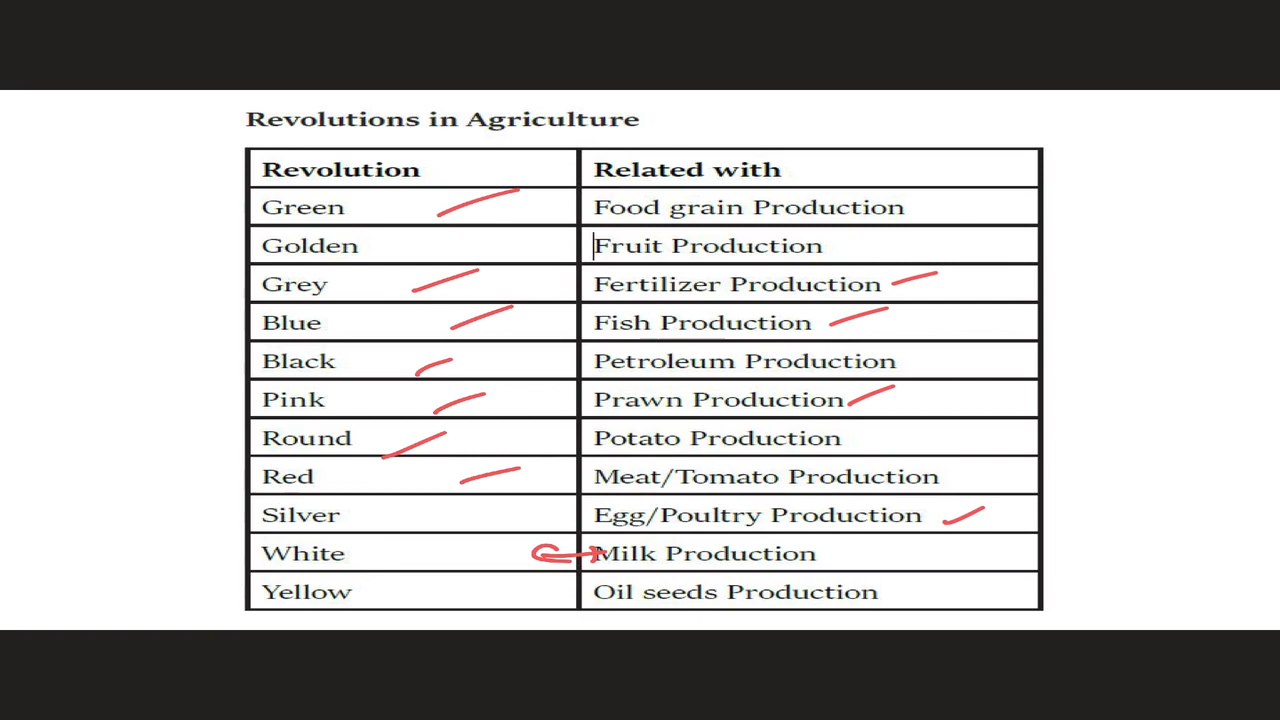 Revolutions in Agriculture
Revolution Related with
Green Food grain Production
Golden Fruit Production
Grey Fertilizer Production
Blue Fish Production
Black Petroleum Production
Pink Prawn Production
Round Potato Production
Red Meat/Tomato Production
Silver Egg/Poultry Production
White Milk Production
Yellow Oil seeds Production